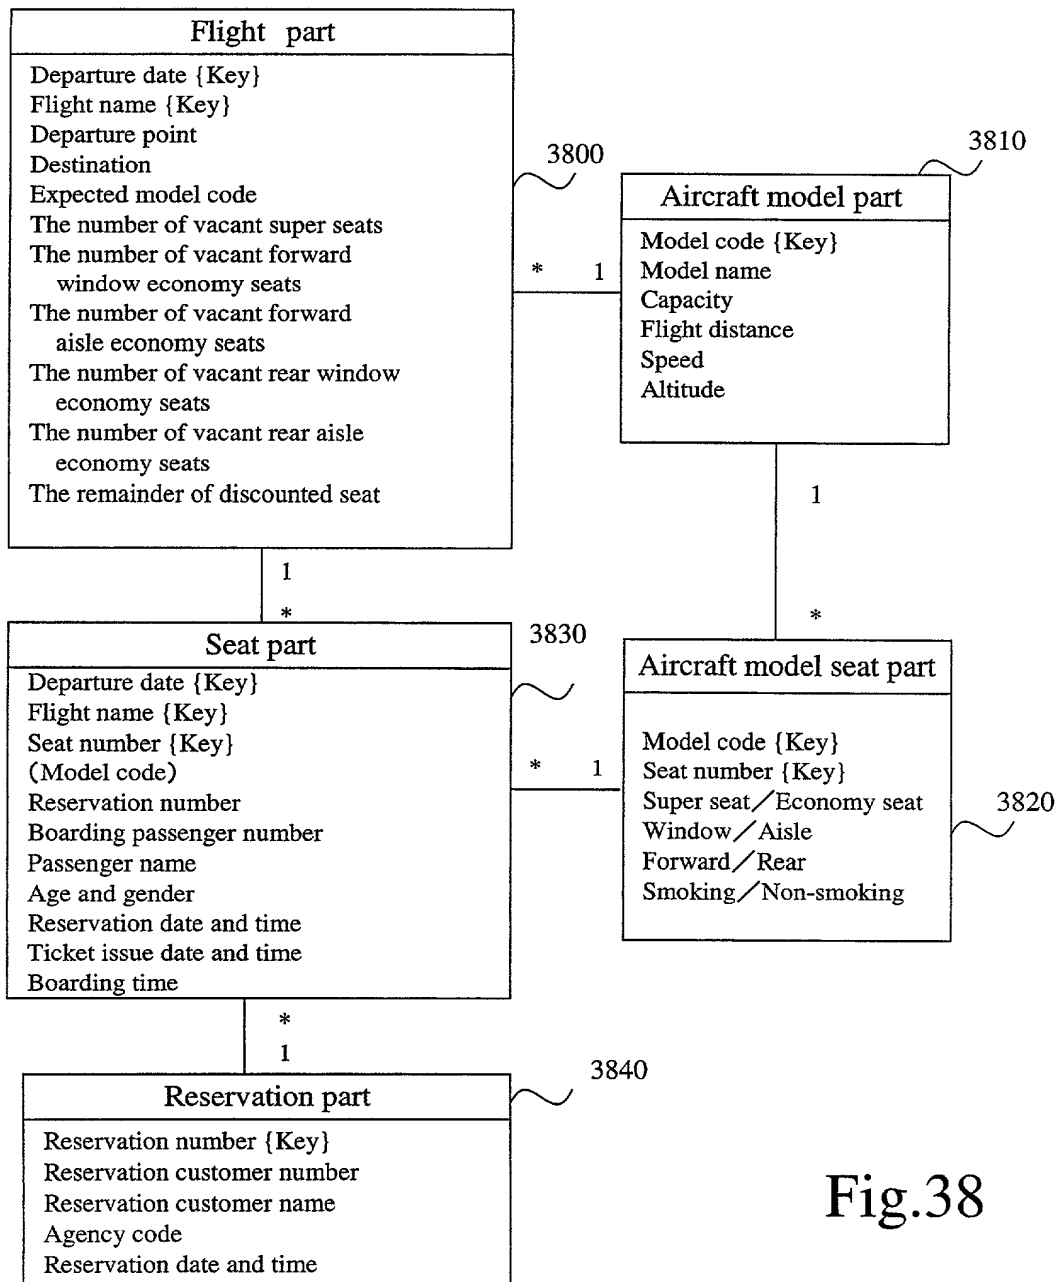 Flight part
Departure date {Key}
Flight name {Key}
Departure point
Destination
Expected model code
The number of vacant super seats
The number of vacant forward
window economy seats
The number of vacant forward
aisle economy seats
The number of vacant rear window
economy seats
The number of vacant rear aisle
economy seats
The remainder of discounted seat
3800
* 1
3810
Aircraft model part
Model code {Key}
Model name
Capacity
Flight distance
Speed
Altitude
1
*
1
*
Seat part
Departure date {Key}
Flight name {Key}
Seat number {Key}
(Model code)
Reservation number
Boarding passenger number
Passenger name
Age and gender
Reservation date and time
Ticket issue date and time
Boarding time
3830
* 1
Aircraft model seat part
Model code {Key}
Seat number {Key}
Super seat/Economy seat
Window/Aisle
Forward/Rear
Smoking/Non-smoking
3820
*
1
Reservation part
Reservation number {Key}
Reservation customer number
Reservation customer name
Agency code
Reservation date and time
3840
Fig.38